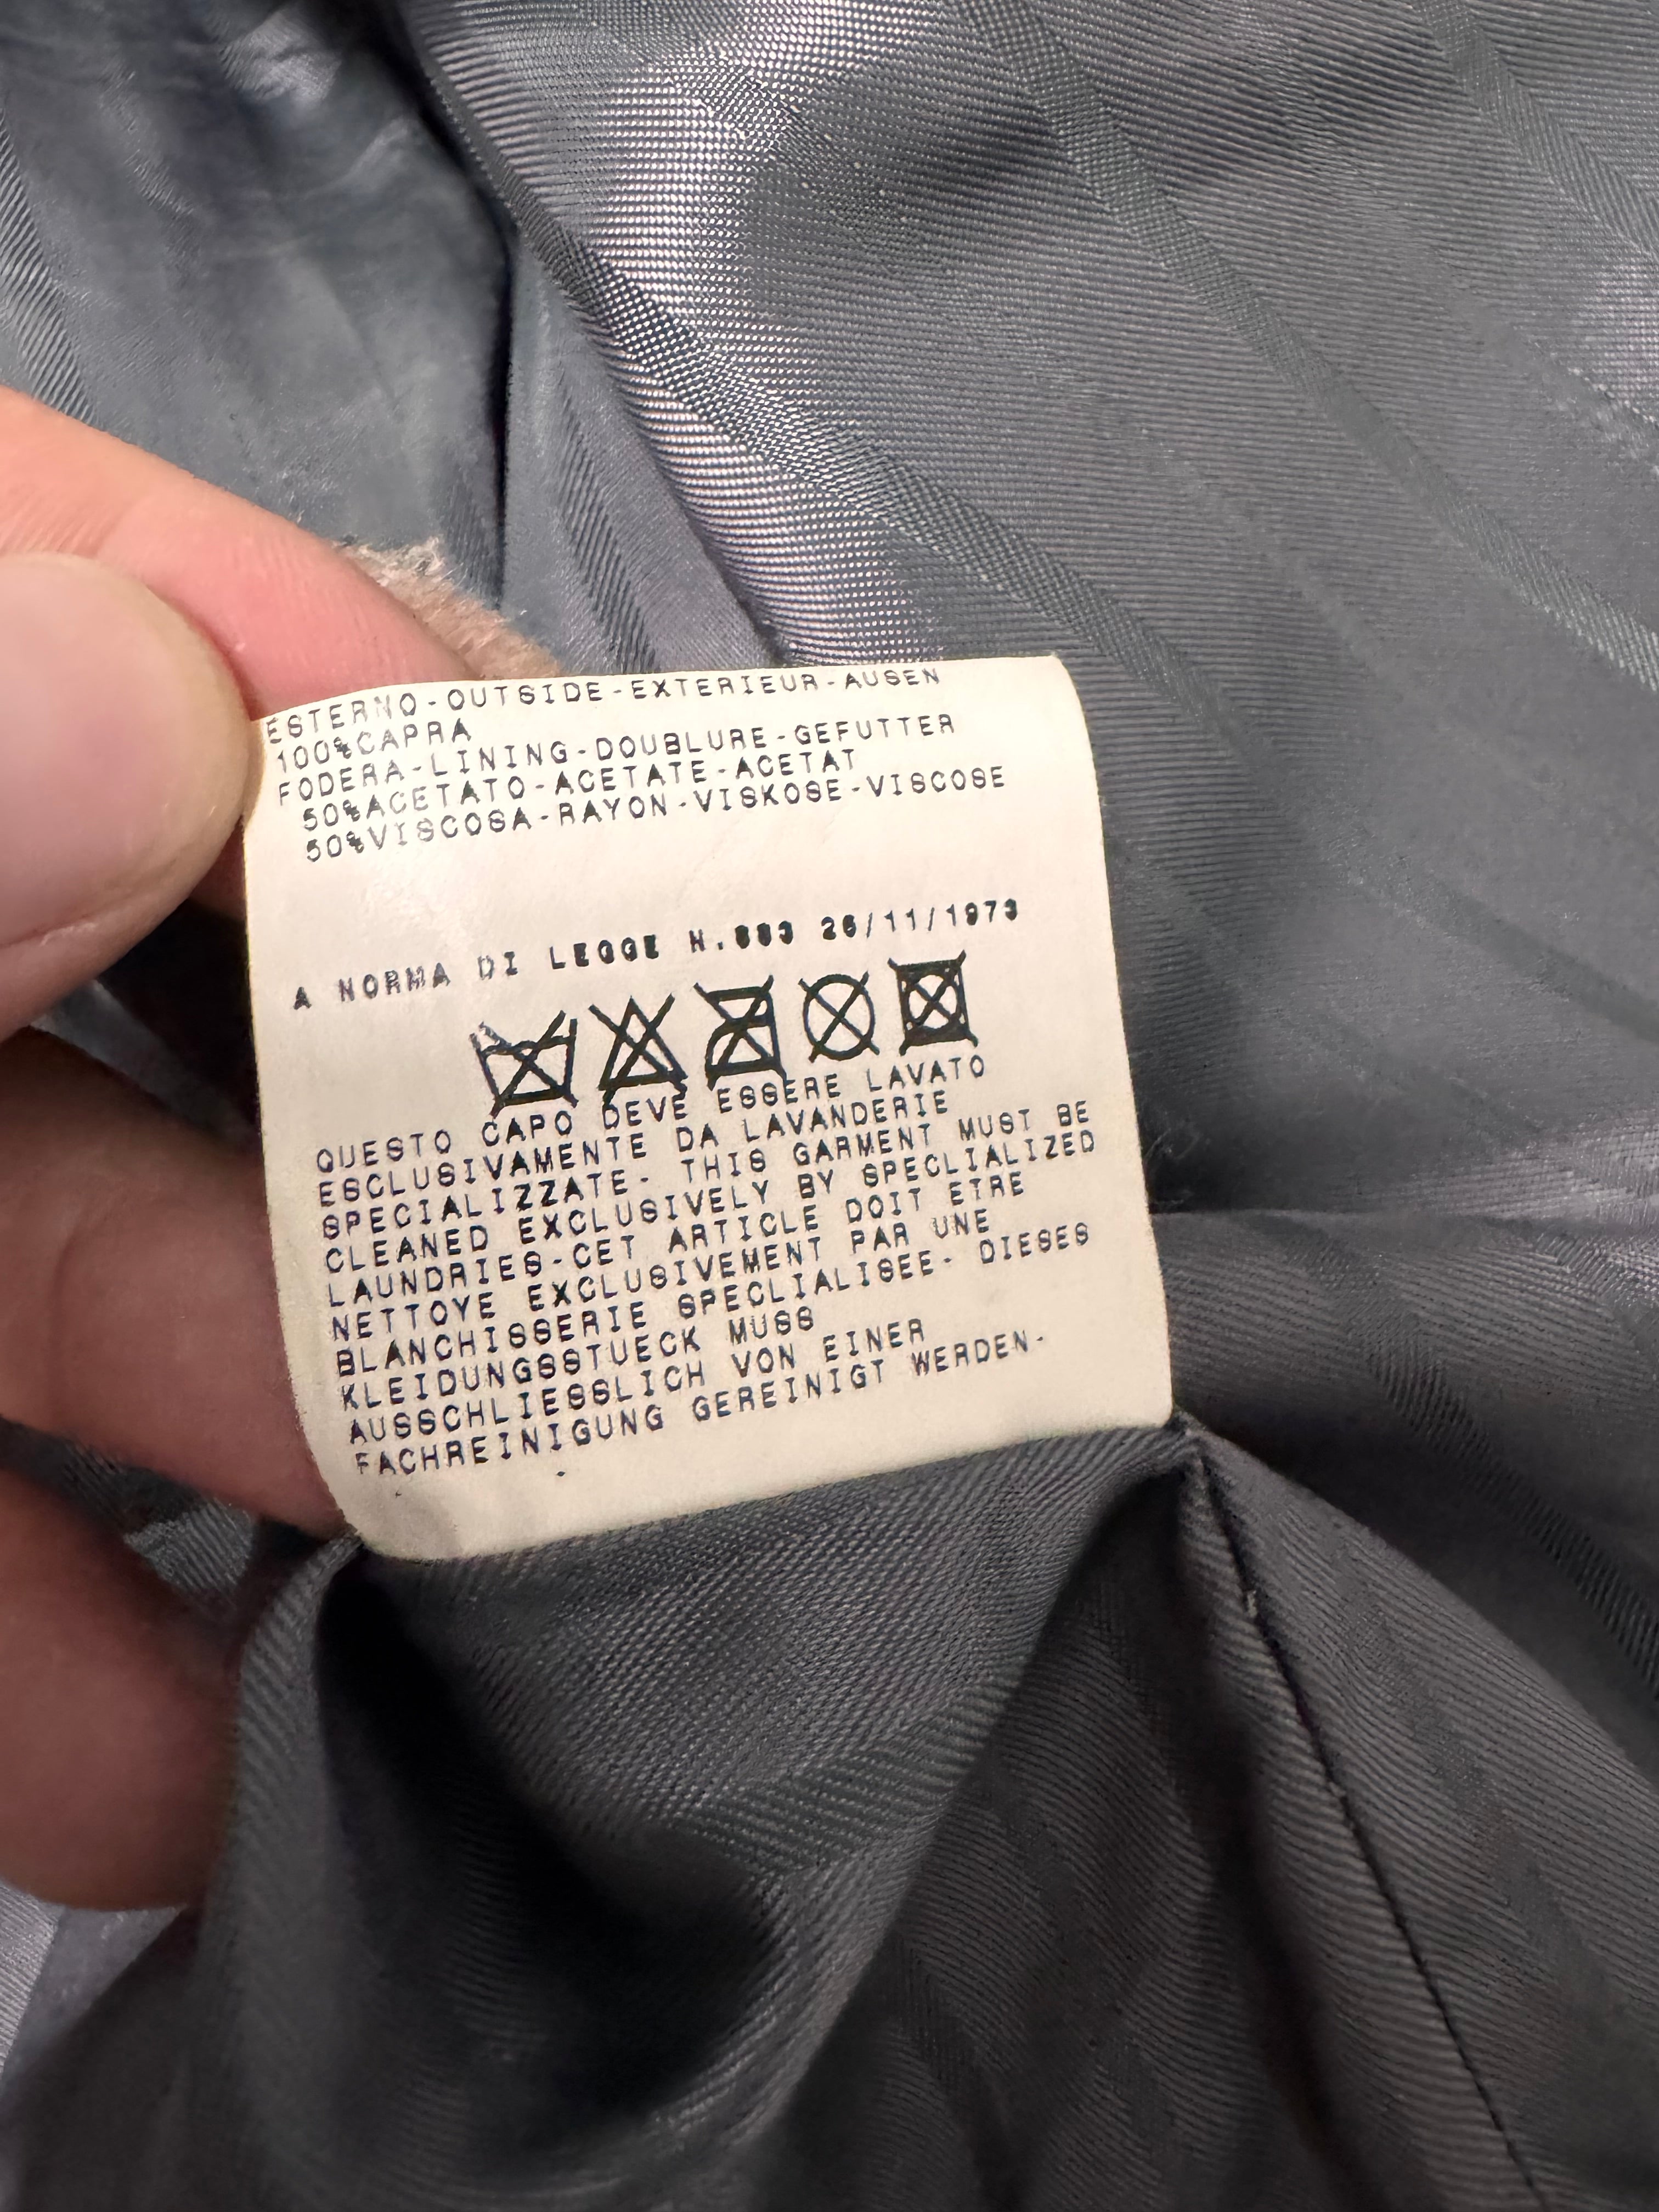 ESTERNO-OUTSIDE-EXTERIEUR-AUSEN
100%CAPRA
FODERA-LINING-DOUBLURE-GEFUTTER
50%ACETATO-ACETATE-ACETAT
50%VISCOSA-RAYON-VISKOSE-VISCOSE
A NORMA DI LEGGE N.883 26/11/1973
QUESTO CAPO DEVE ESSERE LAVATO
ESCLUSIVAMENTE DA LAVANDERIE
SPECIALIZZATE- THIS GARMENT MUST BE
CLEANED EXCLUSIVELY BY SPECLIALIZED
LAUNDRIES-CET ARTICLE DOIT ETRE
NETTOYE EXCLUSIVEMENT PAR UNE
BLANCHISSERIE SPECLIALISEE- DIESES
KLEIDUNGSSTUECK MUSS
AUSSCHLIESSLICH VON EINER
FACHREINIGUNG GEREINIGT WERDEN-